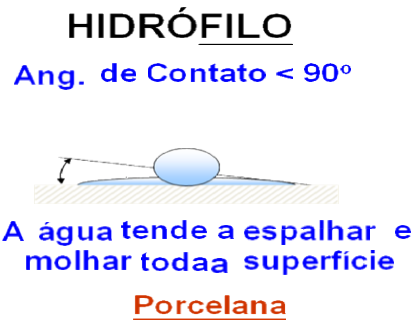 HIDRÓFILO
Ang. de Contato < 90º
A água tende a espalhar e
molhar todaa superfície
Porcelana